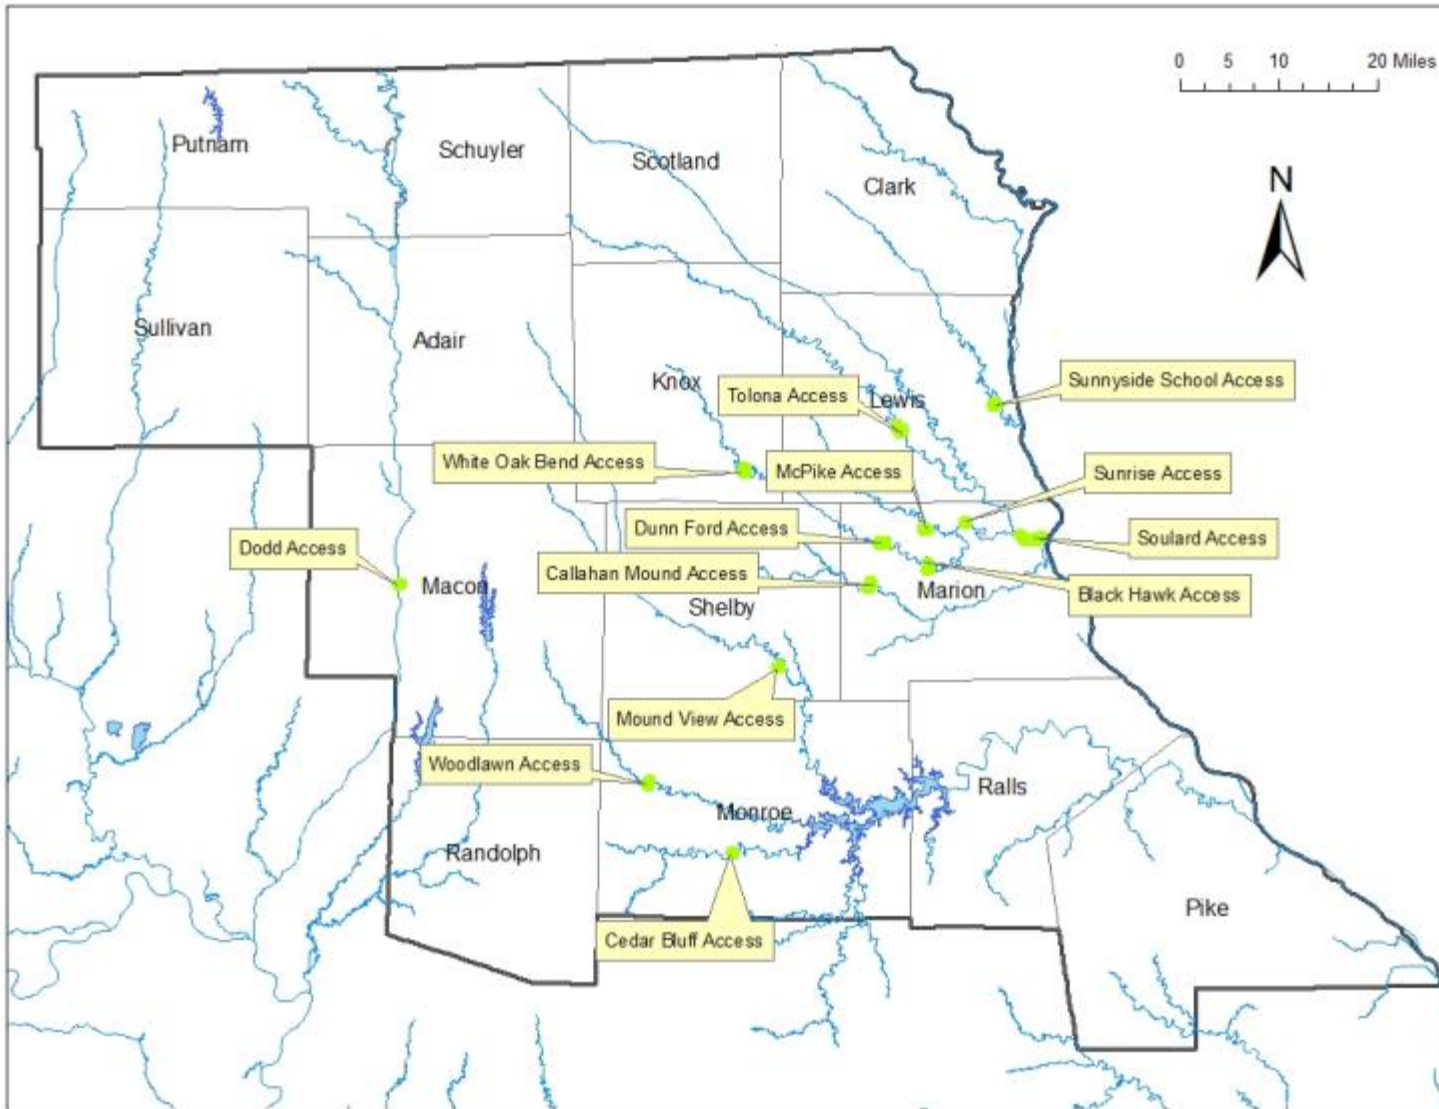 0 5 10 20 Miles
N
Putnam
Schuyler
Scotland
Clark
Sullivan
Adair
Knox
Lewis
Tolona Access
Sunnyside School Access
White Oak Bend Access
McPike Access
Sunrise Access
Dunn Ford Access
Soulard Access
Dodd Access
Callahan Mound Access
Macon
Shelby
Marion
Black Hawk Access
Mound View Access
Woodlawn Access
Monroe
Ralls
Randolph
Pike
Cedar Bluff Access